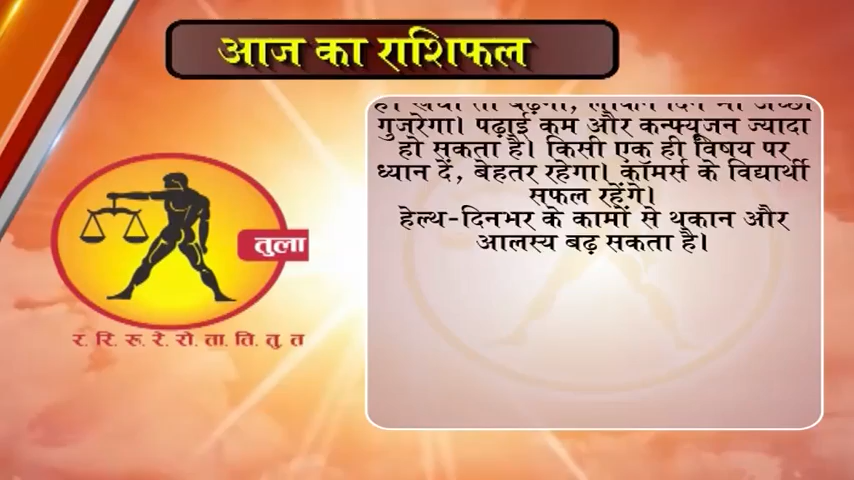 आज का राशिफल
गुजरेगा। पढ़ाई कम और कन्फ्यूजन ज्यादा
हो सकता है। किसी एक ही विषय पर
ध्यान दें, बेहतर रहेगा। कॉमर्स के विद्यार्थी
सफल रहेंगे।
हेल्थ-दिनभर के कामों से थकान और
आलस्य बढ़ सकता है।
तुला
र. रि. रू. रे. रो. ता. ति. तु. त